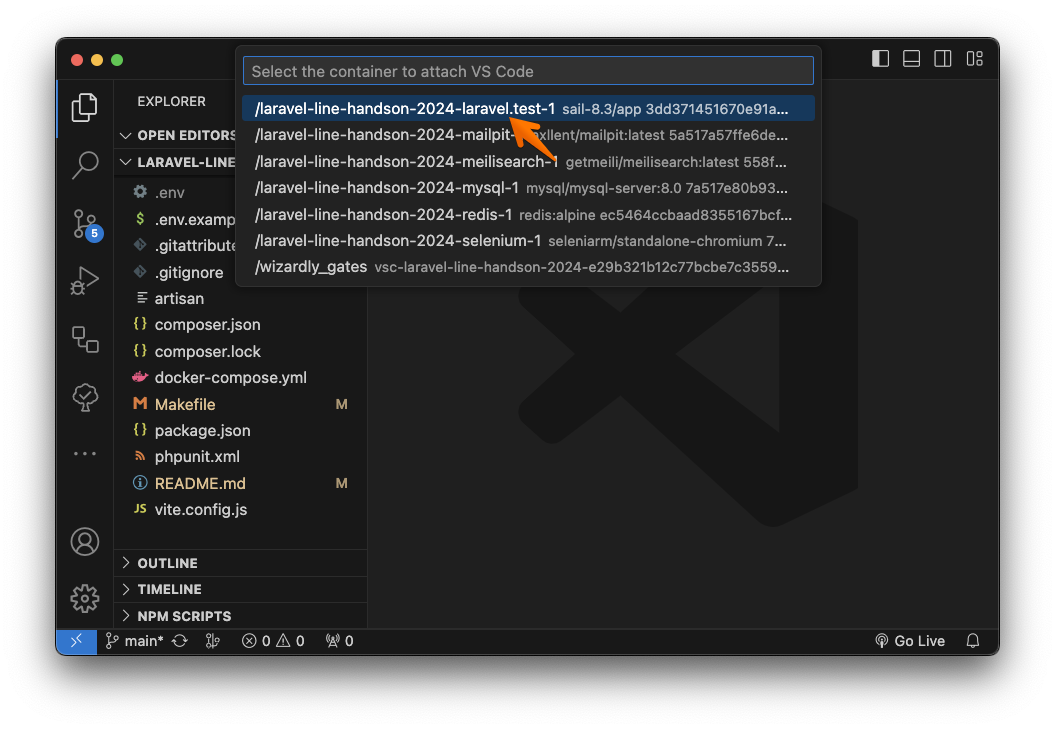 Select the container to attach VS Code
/laravel-line-handson-2024-laravel.test-1 sail-8.3/app 3dd371451670e91a...
/laravel-line-handson-2024-mailpit- axllent/mailpit:latest 5a517a57ffe6de...
/laravel-line-handson-2024-meilisearch-1 getmeili/meilisearch:latest 558f...
/laravel-line-handson-2024-mysql-1 mysql/mysql-server:8.0 7a517e80b93...
/laravel-line-handson-2024-redis-1 redis:alpine ec5464ccbaad8355167bcf...
/laravel-line-handson-2024-selenium-1 seleniarm/standalone-chromium 7...
/wizardly_gates vsc-laravel-line-handson-2024-e29b321b12c77bcbe7c3559...
EXPLORER
OPEN EDITORS
LARAVEL-LINE
.env
.env.examp
.gitattribute
.gitignore
artisan
{} composer.json
{} composer.lock
docker-compose.yml
M Makefile M
{} package.json
phpunit.xml
README.md M
JS vite.config.js
OUTLINE
TIMELINE
NPM SCRIPTS
5
main* 0 0 0 Go Live